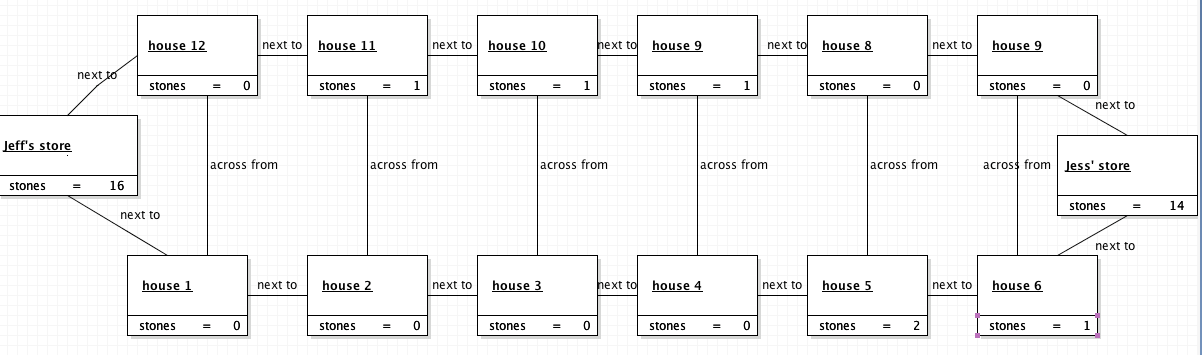 house 12
house 11
house 10
house 9
house 8
house 9
next to
next to
next to
next to
next to
next to
stones = 0
stones = 1
stones = 1
stones = 1
stones = 0
stones = 0
next to
Jeff's store
Jess' store
across from
across from
across from
across from
across from
across from
stones = 16
stones = 14
next to
next to
house 1
house 2
house 3
house 4
house 5
house 6
next to
next to
next to
next to
next to
stones = 0
stones = 0
stones = 0
stones = 0
stones = 2
stones = 1